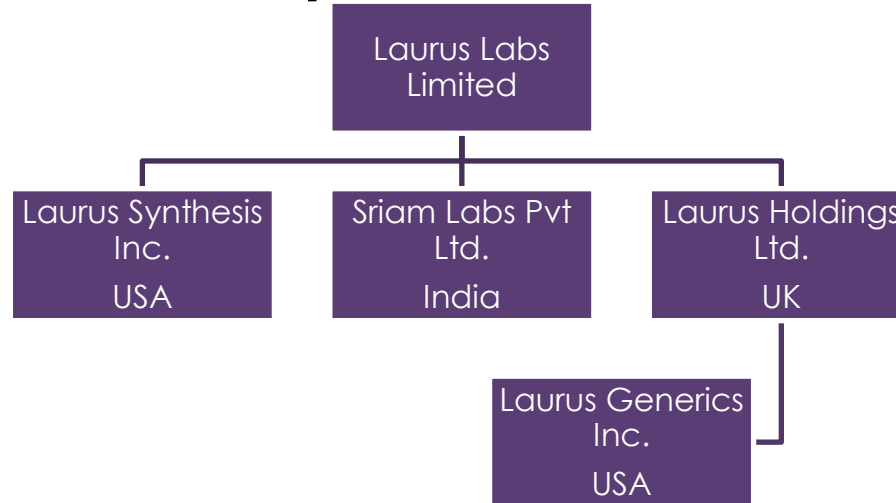 Laurus Labs
Limited
Laurus Synthesis
Inc.
USA
Sriam Labs Pvt
Ltd.
India
Laurus Holdings
Ltd.
UK
Laurus Generics
Inc.
USA